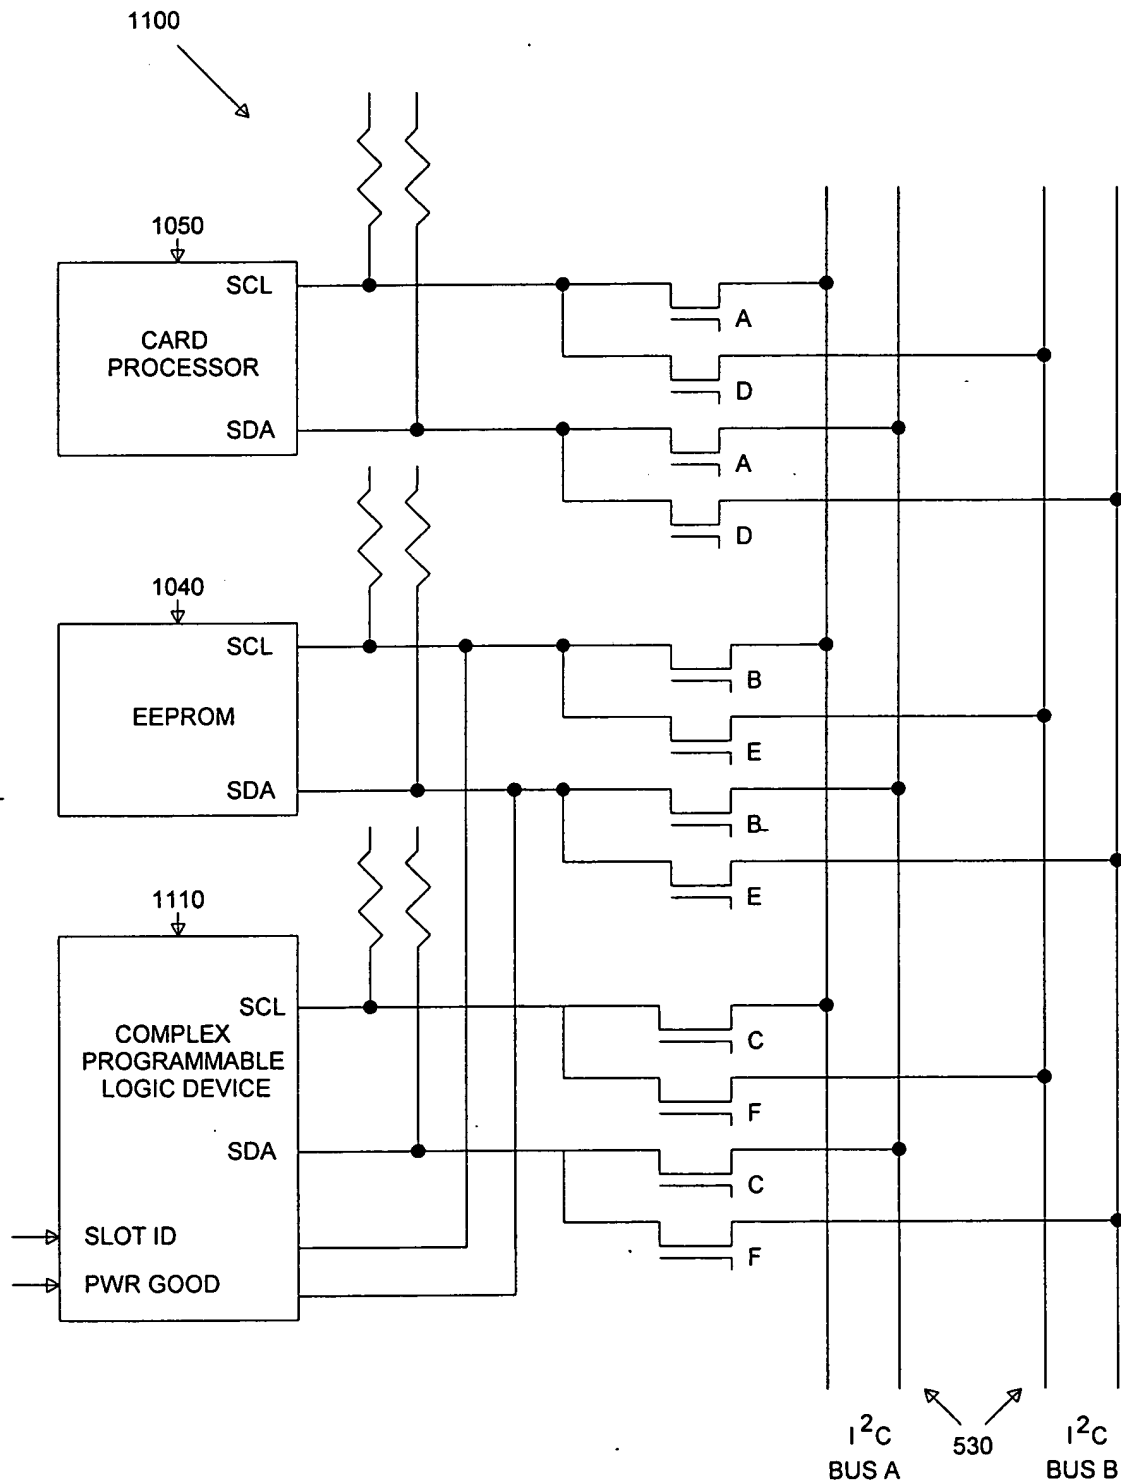 1100
1050
SCL
CARD
PROCESSOR
SDA
A
D
A
D
1040
SCL
EEPROM
SDA
B
E
B
E
1110
SCL
COMPLEX
PROGRAMMABLE
LOGIC DEVICE
SDA
SLOT ID
PWR GOOD
C
F
C
F
I²C
BUS A
530
I²C
BUS B